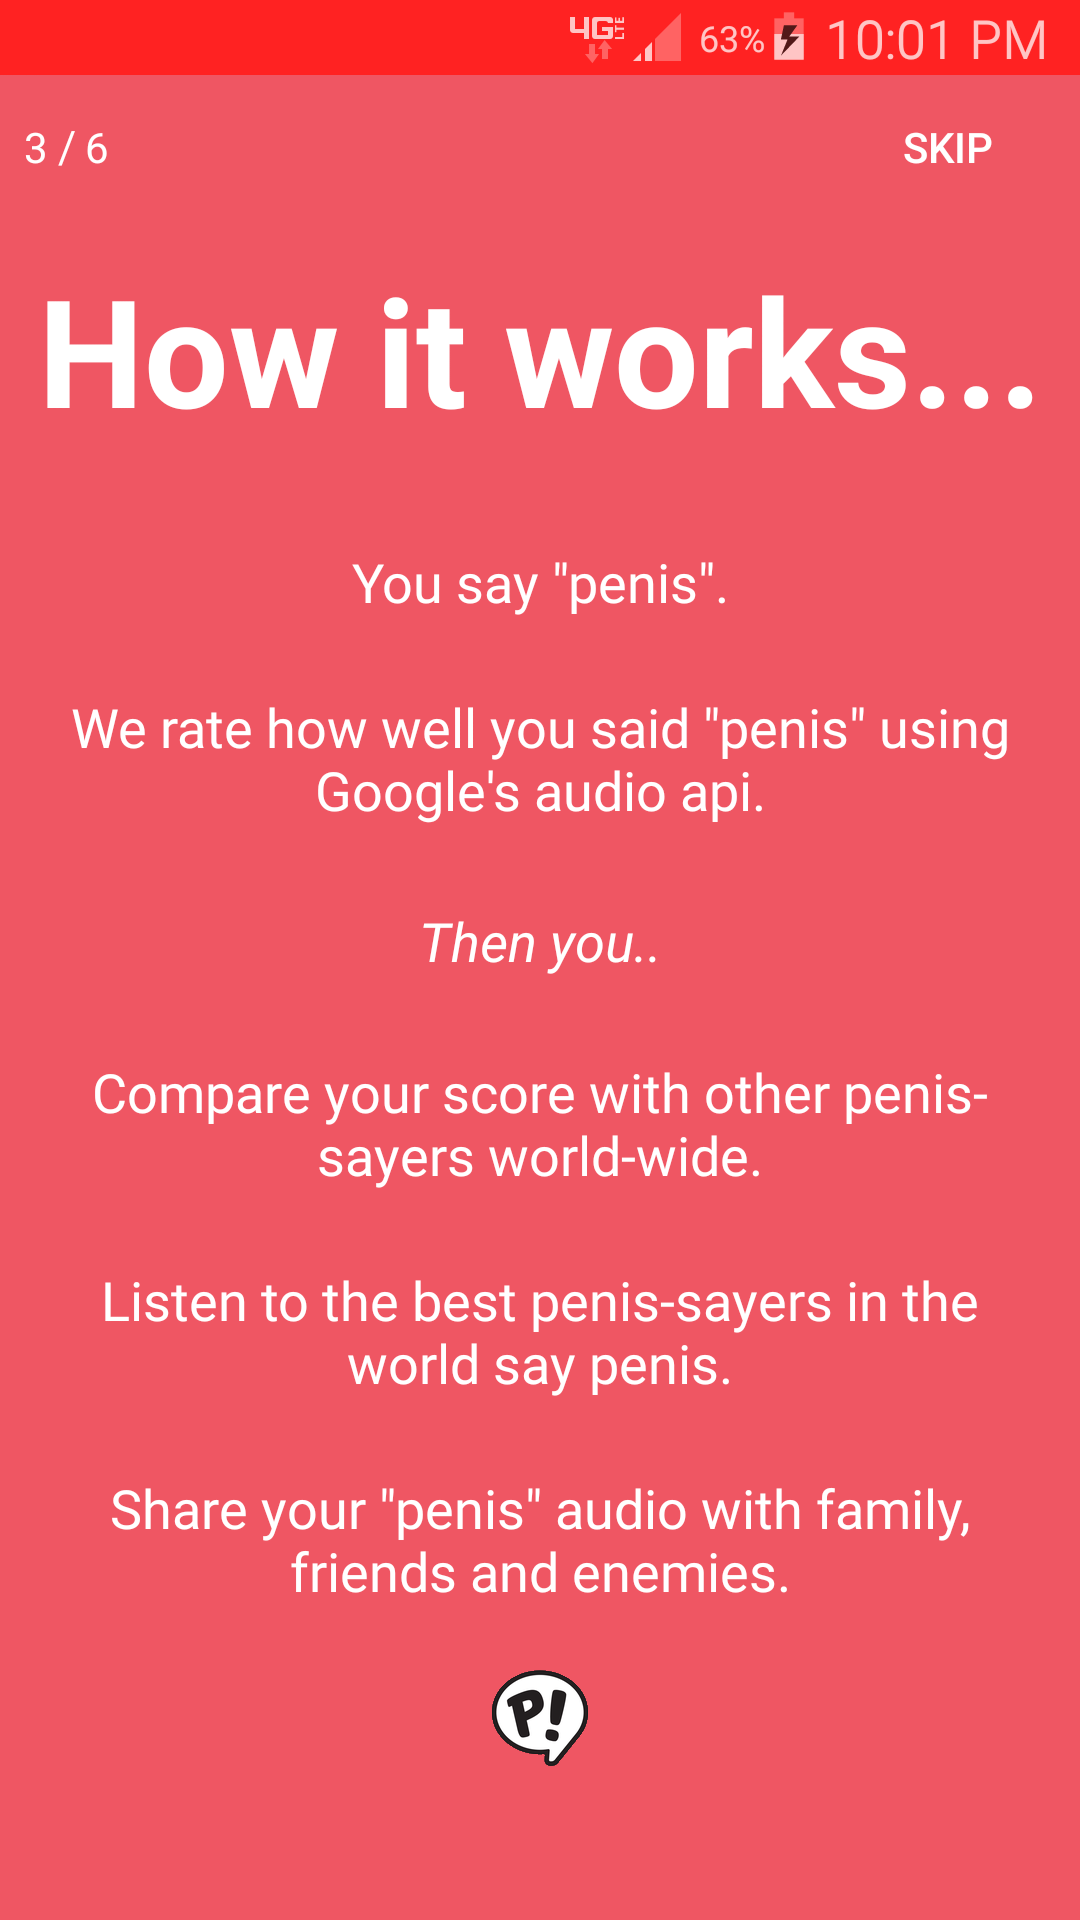 4G LTE 63% 10:01 PM
3 / 6 SKIP
How it works...
You say "penis".
We rate how well you said "penis" using
Google's audio api.
Then you..
Compare your score with other penis-
sayers world-wide.
Listen to the best penis-sayers in the
world say penis.
Share your "penis" audio with family,
friends and enemies.
P!